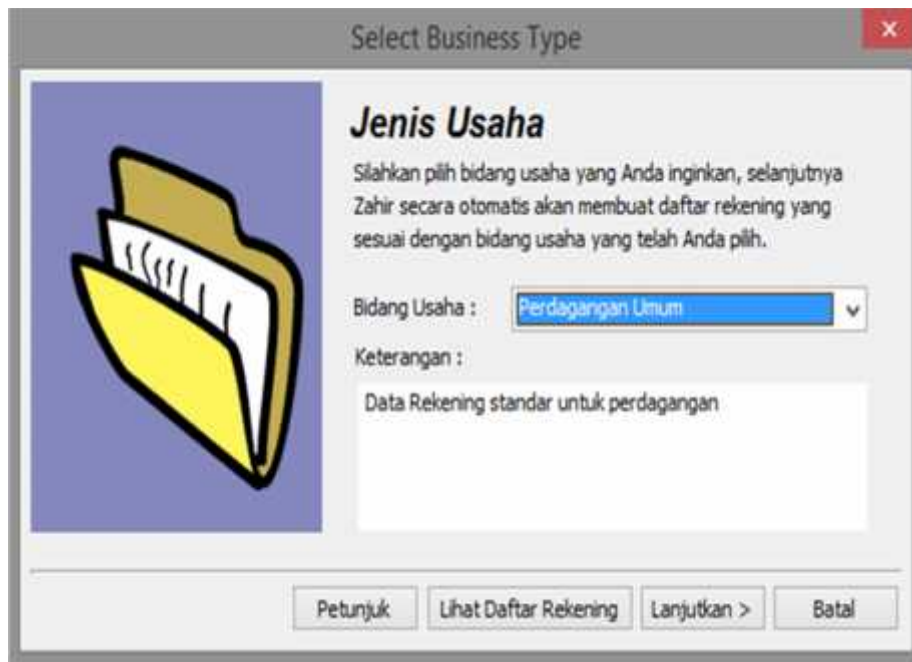 Select Business Type
x
Jenis Usaha
Silahkan pilih bidang usaha yang Anda inginkan, selanjutnya
Zahir secara otomatis akan membuat daftar rekening yang
sesuai dengan bidang usaha yang telah Anda pilih.
Bidang Usaha : Perdagangan Umum
Keterangan :
Data Rekening standar untuk perdagangan
Petunjuk Lihat Daftar Rekening Lanjutkan > Batal